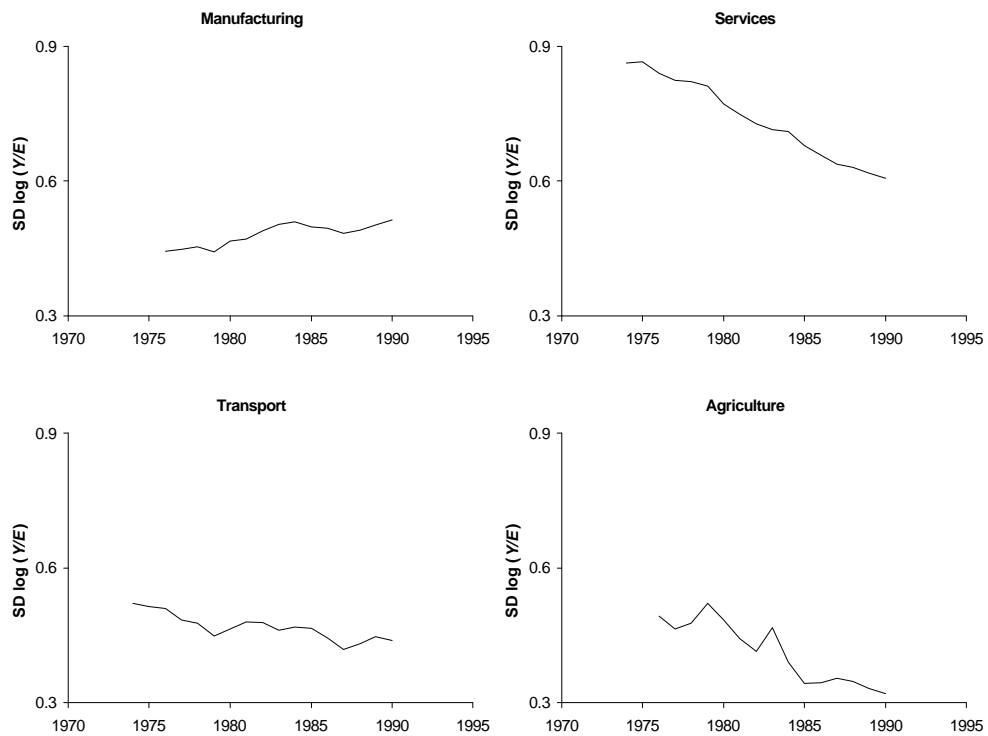 Manufacturing
0.9
0.6
0.3
SD log (Y/E)
1970 1975 1980 1985 1990 1995
Services
0.9
0.6
0.3
SD log (Y/E)
1970 1975 1980 1985 1990 1995
Transport
0.9
0.6
0.3
SD log (Y/E)
1970 1975 1980 1985 1990 1995
Agriculture
0.9
0.6
0.3
SD log (Y/E)
1970 1975 1980 1985 1990 1995